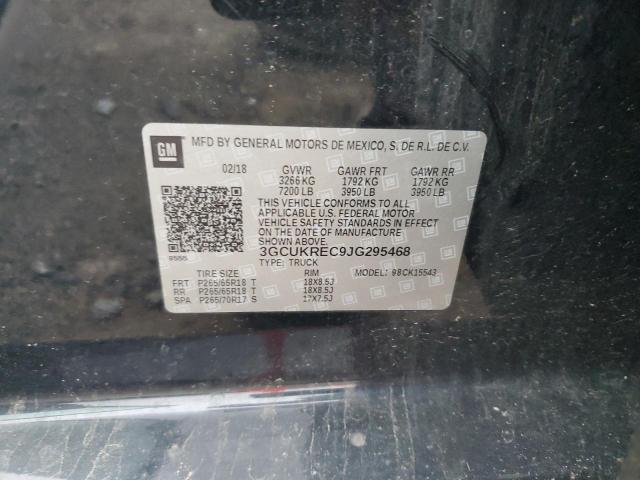 GM
MFD BY GENERAL MOTORS DE MEXICO, S. DE R.L. DE C.V.
02/18 GVWR GAWR FRT GAWR RR
3266 KG 1792 KG 1792 KG
7200 LB 3950 LB 3950 LB
THIS VEHICLE CONFORMS TO ALL
APPLICABLE U.S. FEDERAL MOTOR
VEHICLE SAFETY STANDARDS IN EFFECT
ON THE DATE OF MANUFACTURE SHOWN ABOVE.
3GCUKREC9JG295468
TYPE: TRUCK MODEL: 98CK15543
TIRE SIZE RIM
FRT P265/65R18 T 18X8.5J
RR P265/65R18 T 18X8.5J
SPA P265/70R17 S 17X7.5J